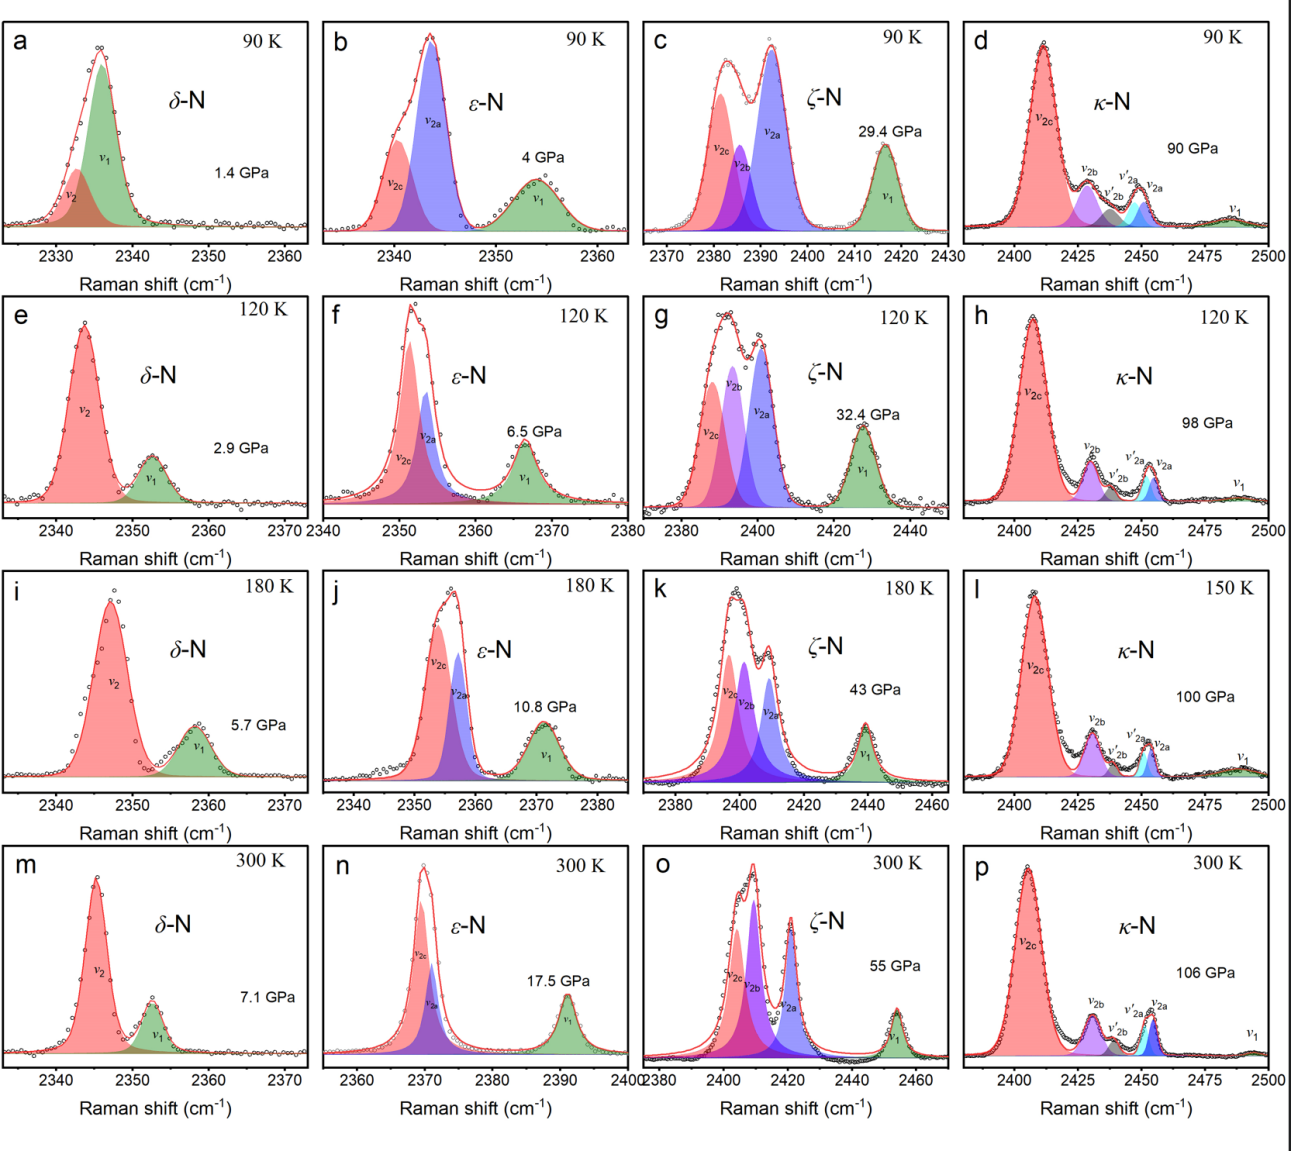 a 90 K
δ-N
ν1
ν2
1.4 GPa
2330 2340 2350 2360
Raman shift (cm-1)
b 90 K
ε-N
ν2a
ν2c
4 GPa
ν1
2340 2350 2360
Raman shift (cm-1)
c 90 K
ζ-N
ν2c
ν2b
ν2a
29.4 GPa
ν1
2370 2380 2390 2400 2410 2420 2430
Raman shift (cm-1)
d 90 K
κ-N
ν2c
90 GPa
ν2b
ν'2b
ν'2a
ν2a
ν1
2400 2425 2450 2475 2500
Raman shift (cm-1)
e 120 K
δ-N
ν2
2.9 GPa
ν1
2340 2350 2360 2370
Raman shift (cm-1)
f 120 K
ε-N
ν2c
ν2a
6.5 GPa
ν1
2340 2350 2360 2370 2380
Raman shift (cm-1)
g 120 K
ζ-N
ν2c
ν2b
ν2a
32.4 GPa
ν1
2380 2400 2420 2440
Raman shift (cm-1)
h 120 K
κ-N
ν2c
98 GPa
ν2b
ν'2b
ν'2a
ν2a
ν1
2400 2425 2450 2475 2500
Raman shift (cm-1)
i 180 K
δ-N
ν2
5.7 GPa
ν1
2340 2350 2360 2370
Raman shift (cm-1)
j 180 K
ε-N
ν2c
ν2a
10.8 GPa
ν1
2340 2350 2360 2370 2380
Raman shift (cm-1)
k 180 K
ζ-N
ν2c
ν2b
ν2a
43 GPa
ν1
2380 2400 2420 2440 2460
Raman shift (cm-1)
l 150 K
κ-N
ν2c
100 GPa
ν2b
ν'2b
ν'2a
ν2a
ν1
2400 2425 2450 2475 2500
Raman shift (cm-1)
m 300 K
δ-N
ν2
7.1 GPa
ν1
2340 2350 2360 2370
Raman shift (cm-1)
n 300 K
ε-N
ν2c
ν2a
17.5 GPa
ν1
2360 2370 2380 2390 2400
Raman shift (cm-1)
o 300 K
ζ-N
ν2c
ν2b
ν2a
55 GPa
ν1
2380 2400 2420 2440 2460
Raman shift (cm-1)
p 300 K
κ-N
ν2c
106 GPa
ν2b
ν'2b
ν'2a
ν2a
ν1
2400 2425 2450 2475 2500
Raman shift (cm-1)